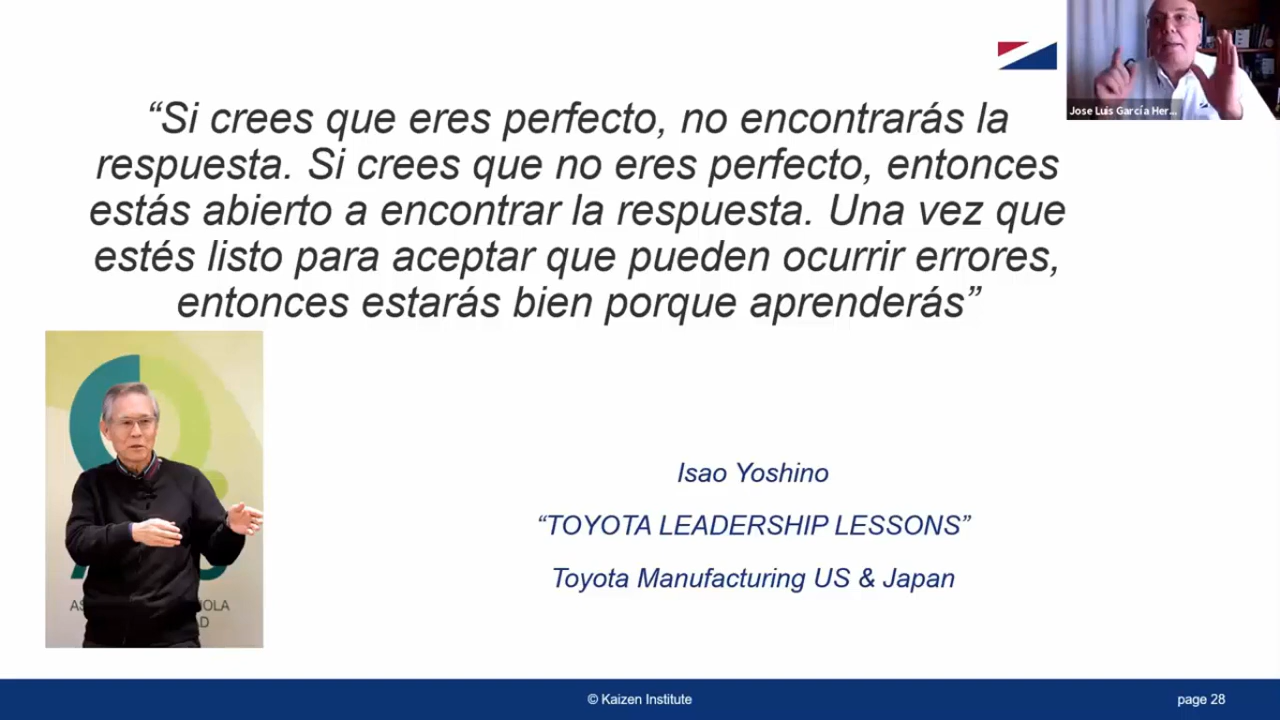 Jose Luis García Her...
“Si crees que eres perfecto, no encontrarás la
respuesta. Si crees que no eres perfecto, entonces
estás abierto a encontrar la respuesta. Una vez que
estés listo para aceptar que pueden ocurrir errores,
entonces estarás bien porque aprenderás”
Isao Yoshino
“TOYOTA LEADERSHIP LESSONS”
Toyota Manufacturing US & Japan
© Kaizen Institute
page 28